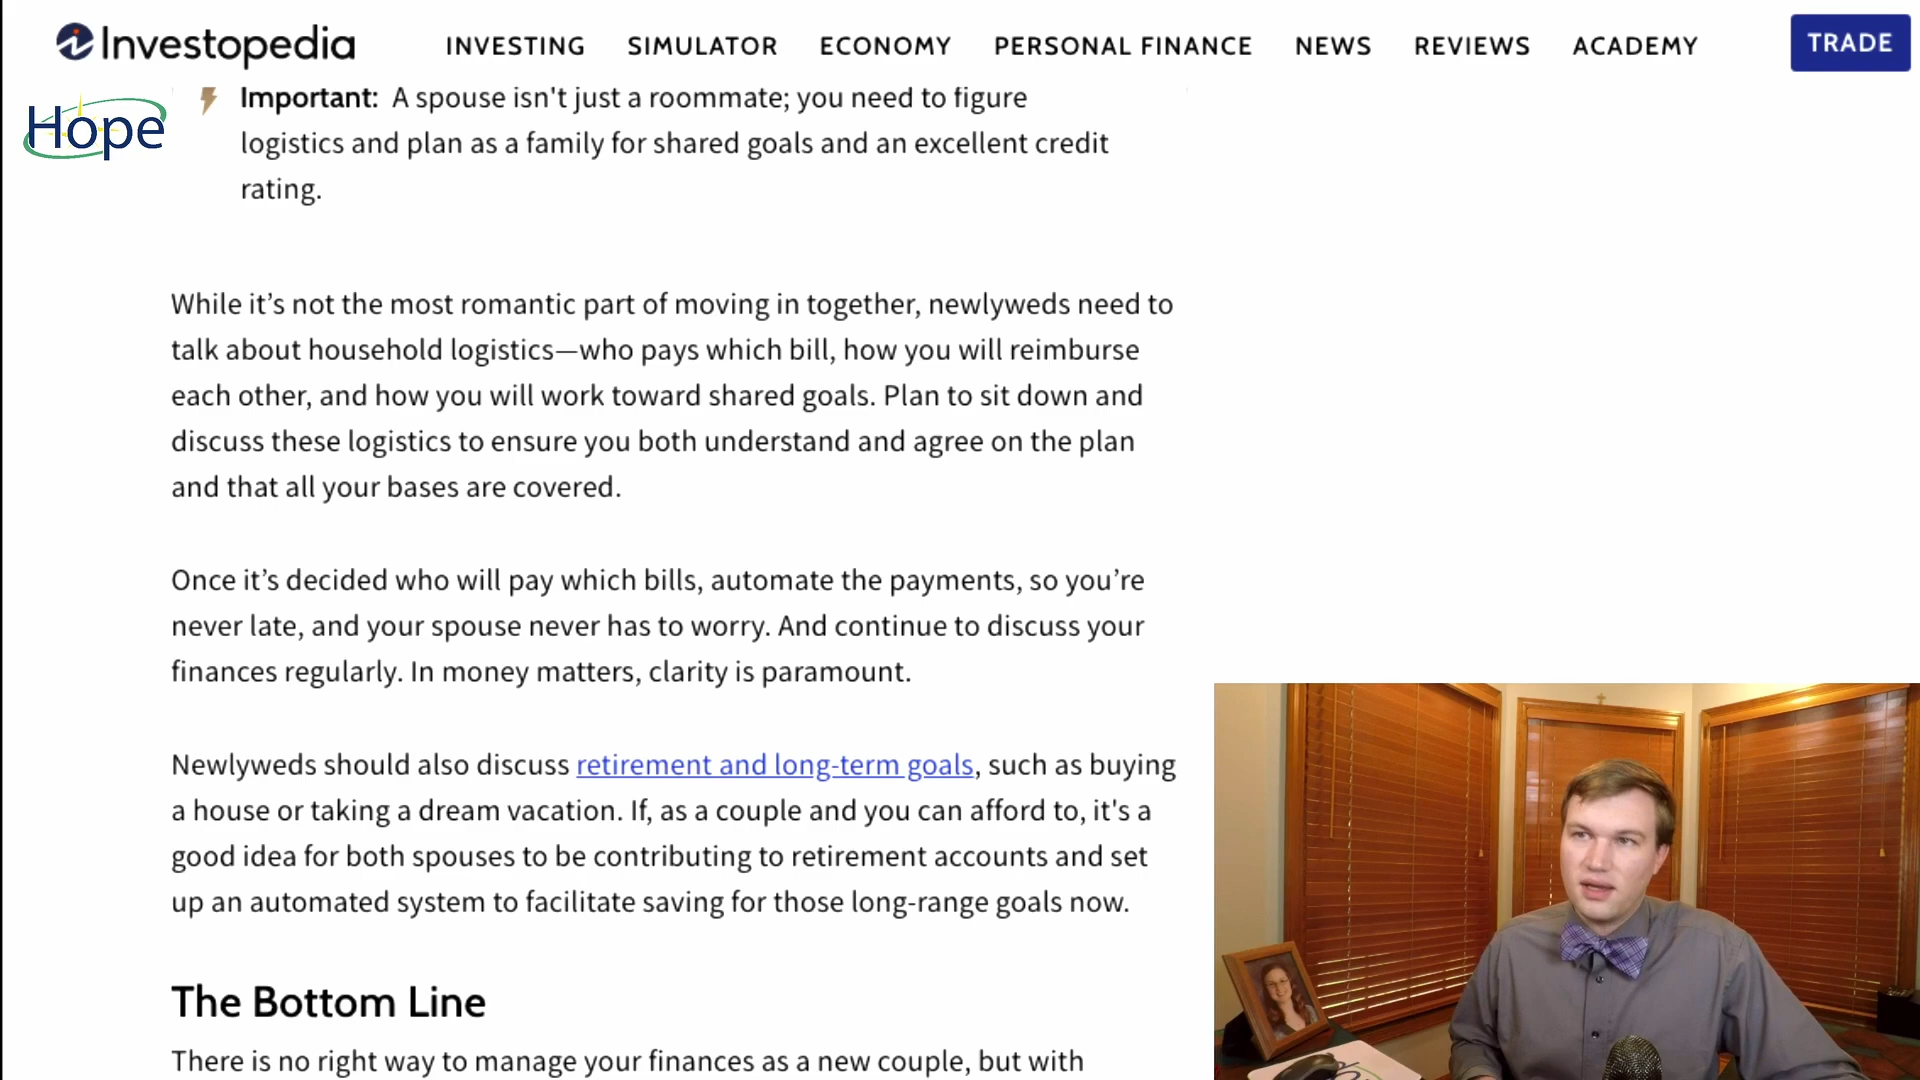 Investopedia
INVESTING SIMULATOR ECONOMY PERSONAL FINANCE NEWS REVIEWS ACADEMY TRADE
Hope
Important: A spouse isn't just a roommate; you need to figure
logistics and plan as a family for shared goals and an excellent credit
rating.
While it’s not the most romantic part of moving in together, newlyweds need to
talk about household logistics—who pays which bill, how you will reimburse
each other, and how you will work toward shared goals. Plan to sit down and
discuss these logistics to ensure you both understand and agree on the plan
and that all your bases are covered.
Once it’s decided who will pay which bills, automate the payments, so you’re
never late, and your spouse never has to worry. And continue to discuss your
finances regularly. In money matters, clarity is paramount.
Newlyweds should also discuss retirement and long-term goals, such as buying
a house or taking a dream vacation. If, as a couple and you can afford to, it's a
good idea for both spouses to be contributing to retirement accounts and set
up an automated system to facilitate saving for those long-range goals now.
The Bottom Line
There is no right way to manage your finances as a new couple, but with